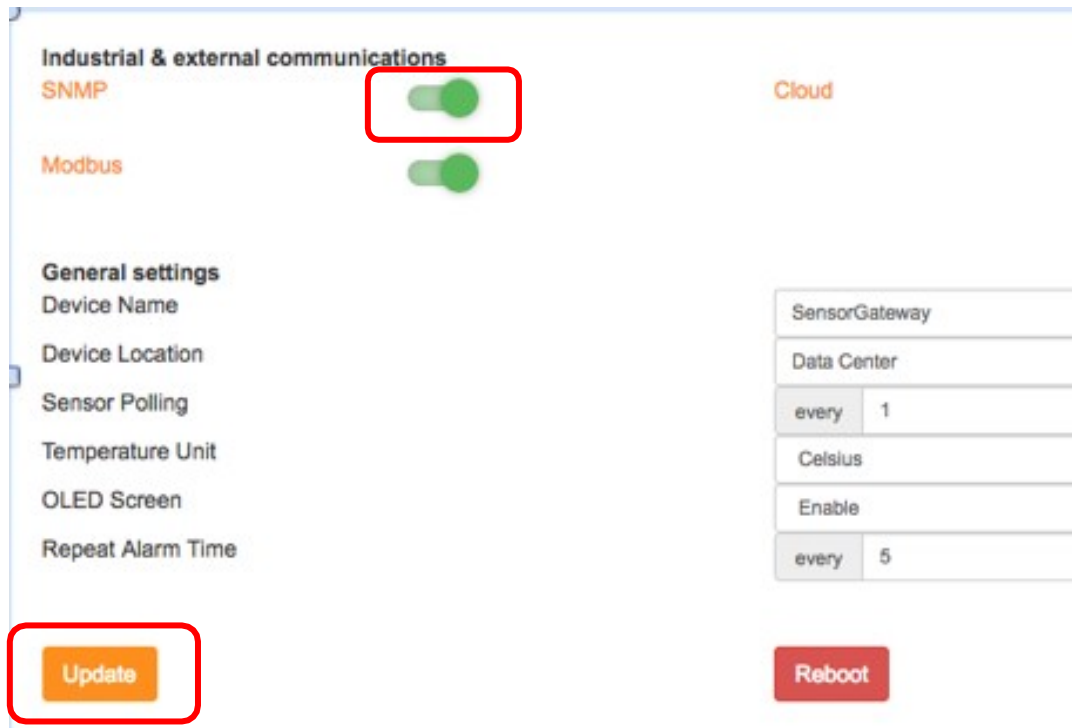 Industrial & external communications
SNMP Cloud
Modbus
General settings
Device Name SensorGateway
Device Location Data Center
Sensor Polling every 1
Temperature Unit Celsius
OLED Screen Enable
Repeat Alarm Time every 5
Update Reboot